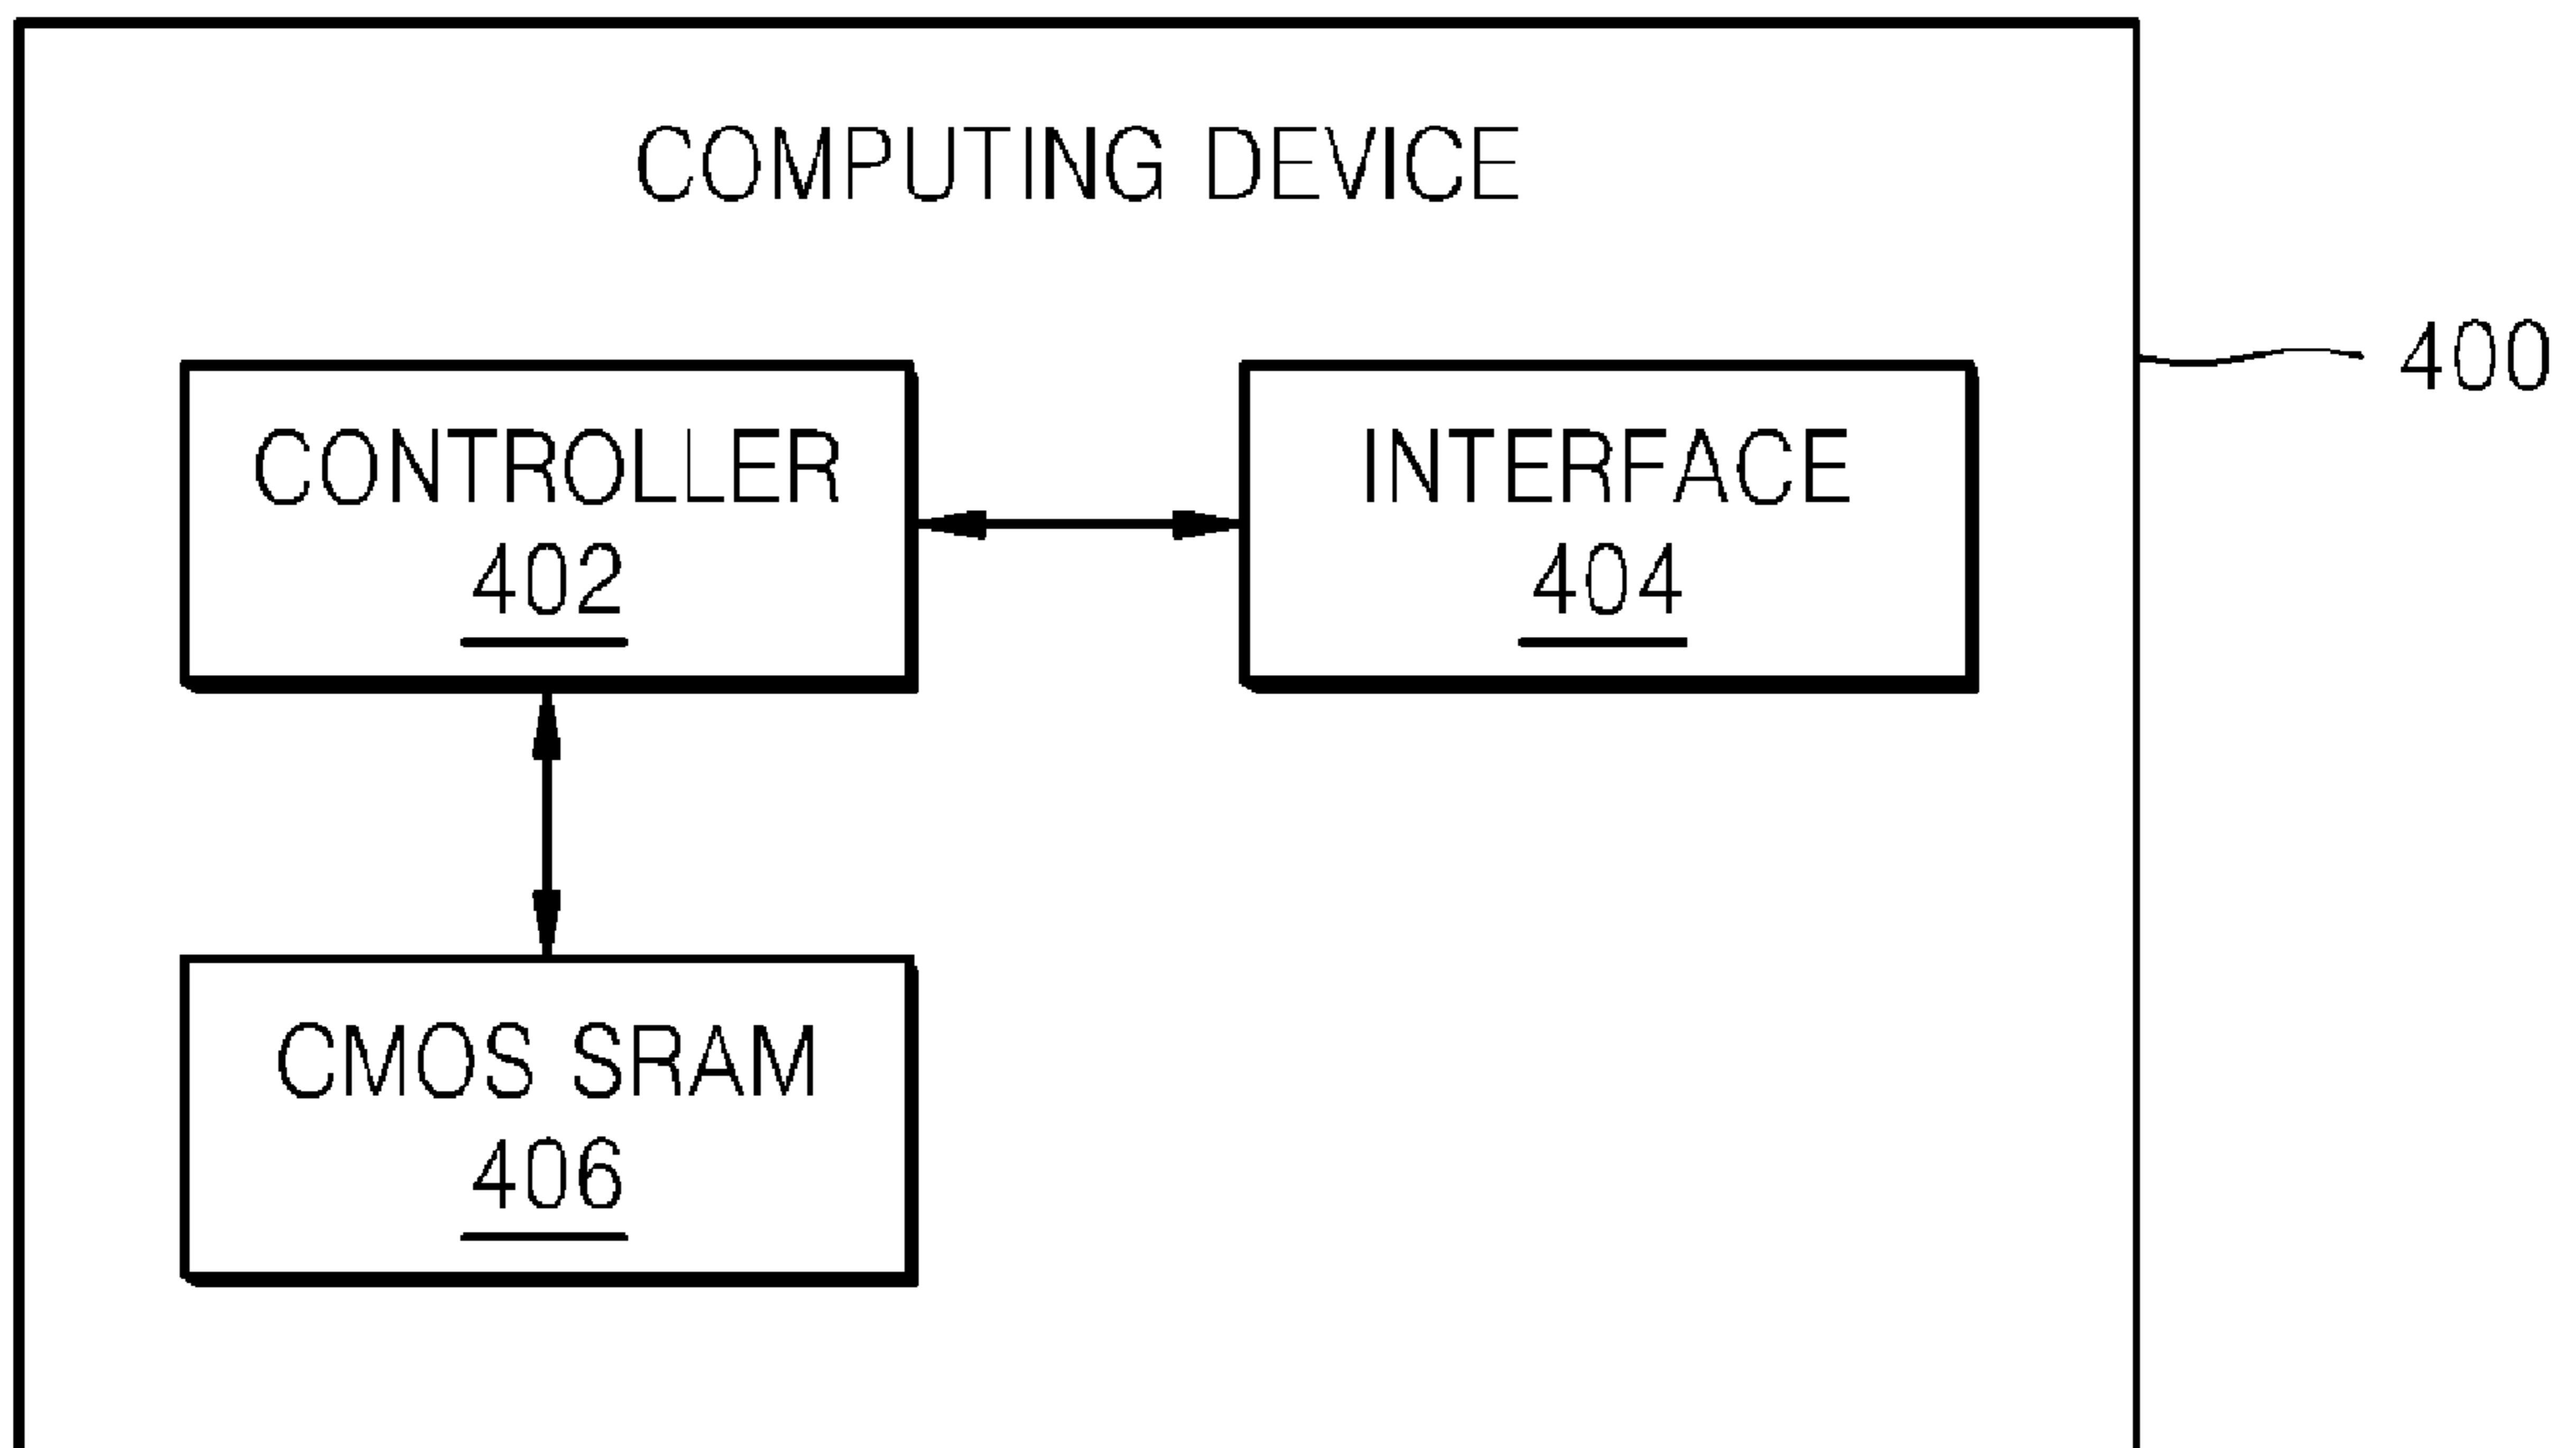 COMPUTING DEVICE
400
CONTROLLER
402
INTERFACE
404
CMOS SRAM
406